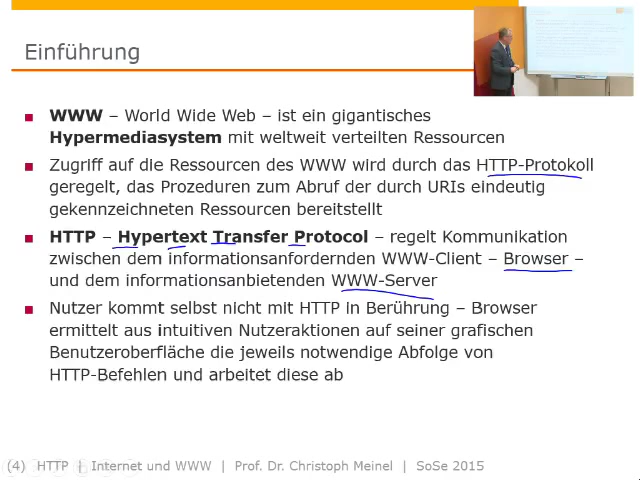 Einführung
WWW – World Wide Web – ist ein gigantisches
Hypermediasystem mit weltweit verteilten Ressourcen
Zugriff auf die Ressourcen des WWW wird durch das HTTP-Protokoll
geregelt, das Prozeduren zum Abruf der durch URIs eindeutig
gekennzeichneten Ressourcen bereitstellt
HTTP – Hypertext Transfer Protocol – regelt Kommunikation
zwischen dem informationsanfordernden WWW-Client – Browser –
und dem informationsanbietenden WWW-Server
Nutzer kommt selbst nicht mit HTTP in Berührung – Browser
ermittelt aus intuitiven Nutzeraktionen auf seiner grafischen
Benutzeroberfläche die jeweils notwendige Abfolge von
HTTP-Befehlen und arbeitet diese ab
(4) HTTP | Internet und WWW | Prof. Dr. Christoph Meinel | SoSe 2015